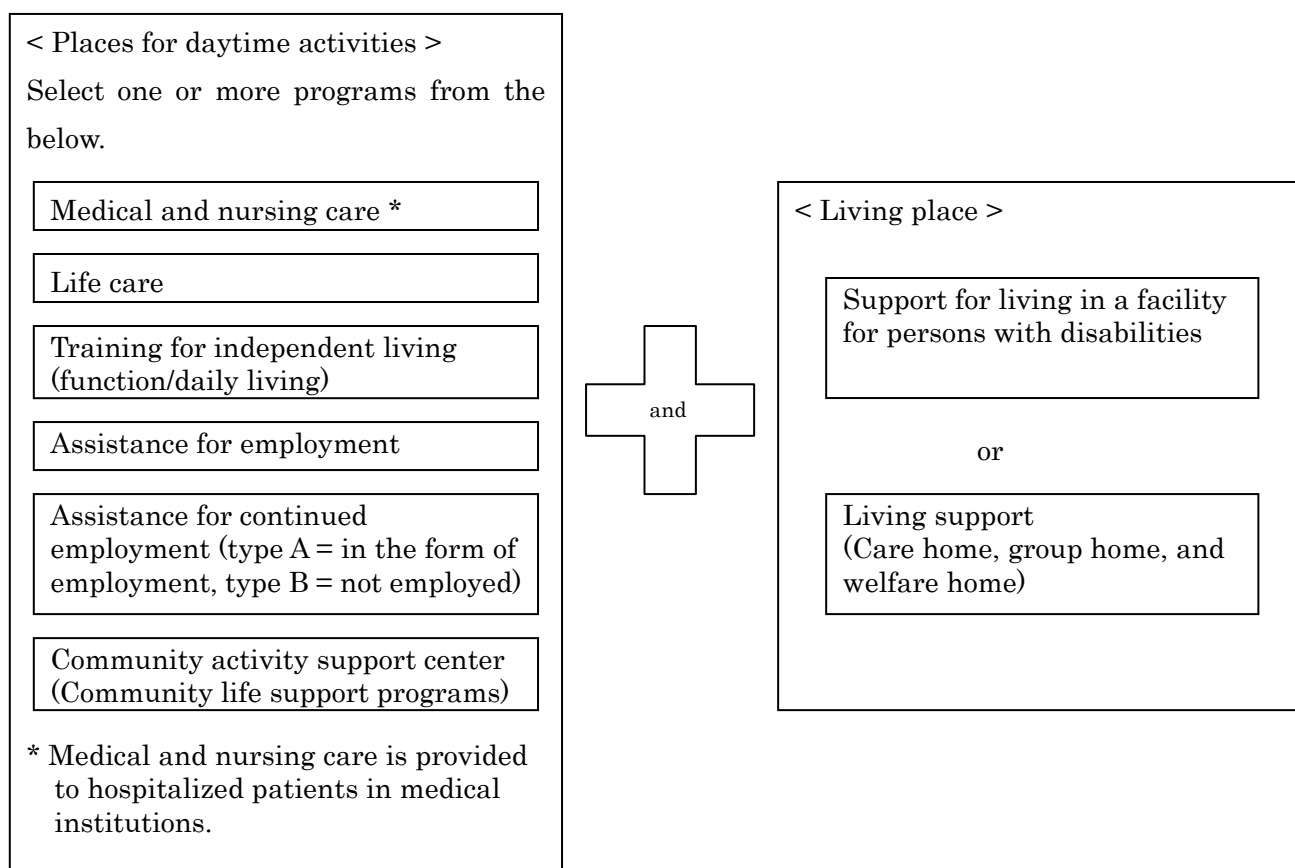 < Places for daytime activities >
Select one or more programs from the
below.
Medical and nursing care *
Life care
Training for independent living
(function/daily living)
Assistance for employment
Assistance for continued
employment (type A = in the form of
employment, type B = not employed)
Community activity support center
(Community life support programs)
* Medical and nursing care is provided
to hospitalized patients in medical
institutions.
and
< Living place >
Support for living in a facility
for persons with disabilities
or
Living support
(Care home, group home, and
welfare home)